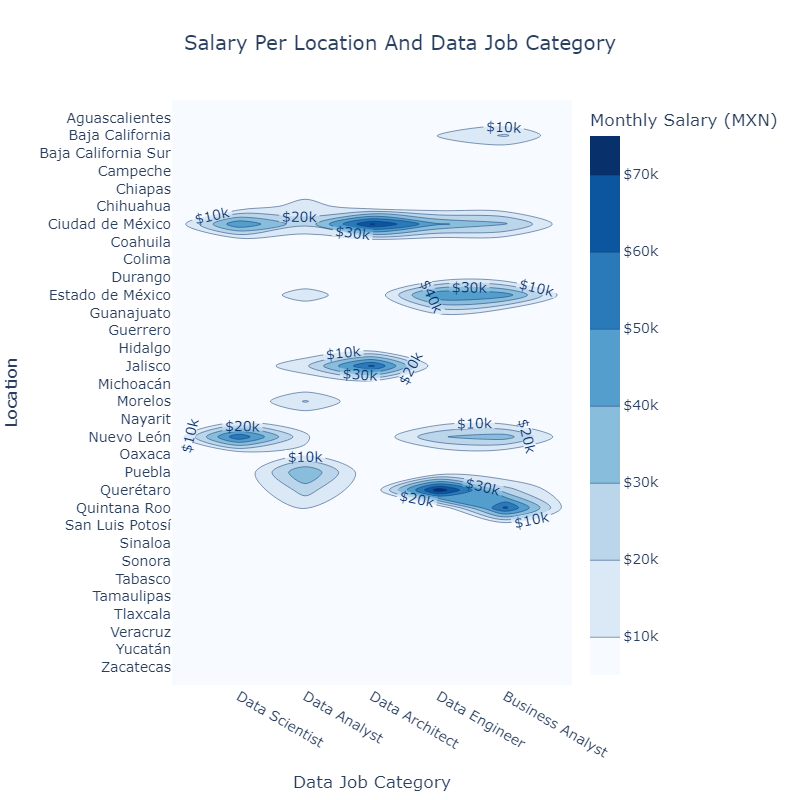 Salary Per Location And Data Job Category
Monthly Salary (MXN)
Aguascalientes
Baja California
Baja California Sur
Campeche
Chiapas
Chihuahua
Ciudad de México
Coahuila
Colima
Durango
Estado de México
Guanajuato
Guerrero
Hidalgo
Jalisco
Michoacán
Morelos
Nayarit
Nuevo León
Oaxaca
Puebla
Querétaro
Quintana Roo
San Luis Potosí
Sinaloa
Sonora
Tabasco
Tamaulipas
Tlaxcala
Veracruz
Yucatán
Zacatecas
Location
$10k
$10k
$20k
$30k
$40k
$30k
$10k
$10k
$30k
$20k
$10k
$20k
$10k
$20k
$10k
$20k
$30k
$10k
$70k
$60k
$50k
$40k
$30k
$20k
$10k
Data Scientist
Data Analyst
Data Architect
Data Engineer
Business Analyst
Data Job Category